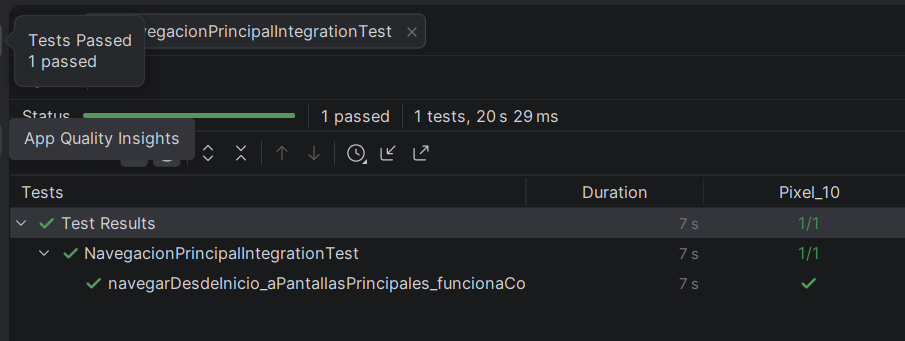 Tests Passed
1 passed
vegacionPrincipalIntegrationTest
Status 1 passed 1 tests, 20 s 29 ms
App Quality Insights
Tests Duration Pixel_10
Test Results 7 s 1/1
NavegacionPrincipalIntegrationTest 7 s 1/1
navegarDesdeInicio_aPantallasPrincipales_funcionaCo 7 s